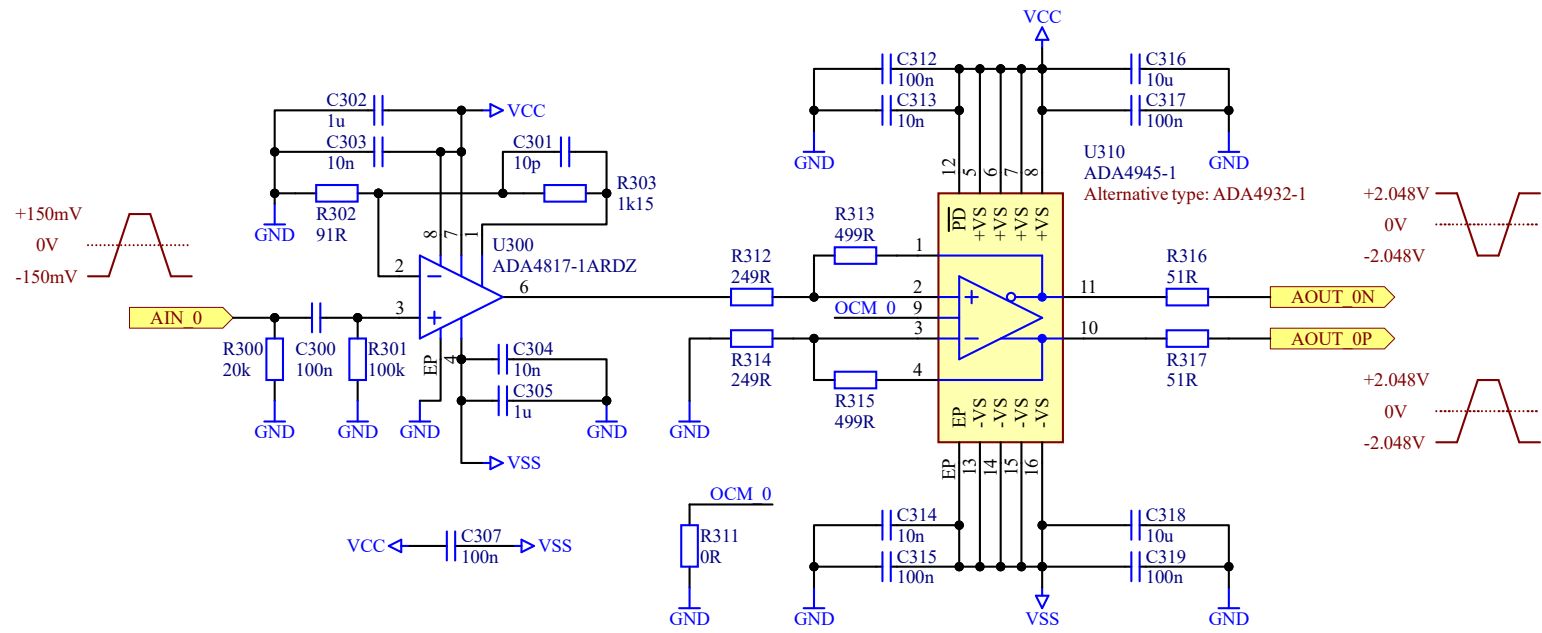 VCC
C312
100n
C313
10n
C316
10u
C317
100n
GND
GND
C302
1u
C303
10n
VCC
C301
10p
R303
1k15
R302
91R
GND
8
7
1
U300
ADA4817-1ARDZ
2
3
6
EP
4
+150mV
0V
-150mV
AIN_0
R300
20k
C300
100n
R301
100k
GND
GND
GND
C304
10n
C305
1u
GND
VSS
VCC
C307
100n
VSS
12
5
6
7
8
U310
ADA4945-1
Alternative type: ADA4932-1
PD
+VS
+VS
+VS
+VS
R313
499R
1
R312
249R
2
OCM_0
9
3
R314
249R
4
R315
499R
GND
11
10
R316
51R
R317
51R
AOUT_0N
AOUT_0P
+2.048V
0V
-2.048V
+2.048V
0V
-2.048V
EP
-VS
-VS
-VS
-VS
EP
13
14
15
16
OCM_0
R311
0R
GND
C314
10n
C315
100n
C318
10u
C319
100n
GND
VSS
GND